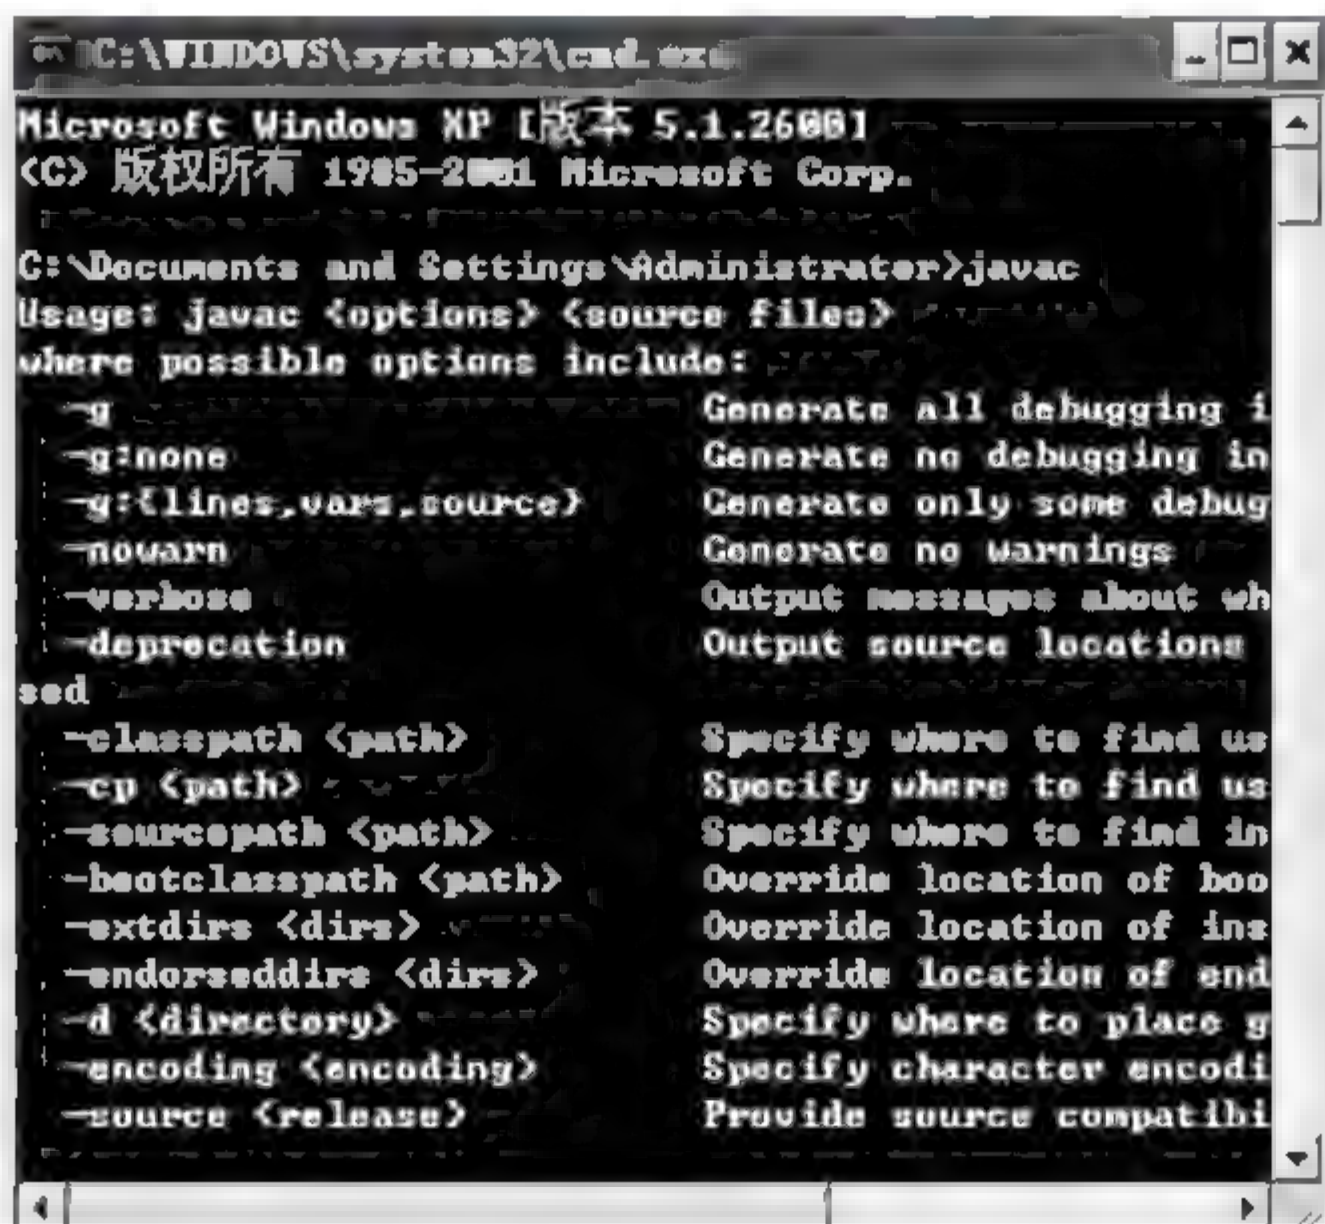 C:\WINDOWS\system32\cmd.exe
Microsoft Windows XP [版本 5.1.2600]
(C) 版权所有 1985-2001 Microsoft Corp.
C:\Documents and Settings\Administrator>javac
Usage: javac <options> <source files>
where possible options include:
-g Generate all debugging i
-g:none Generate no debugging in
-g:{lines,vars,source} Generate only some debug
-nowarn Generate no warnings
-verbose Output messages about wh
-deprecation Output source locations
sed
-classpath <path> Specify where to find us
-cp <path> Specify where to find us
-sourcepath <path> Specify where to find in
-bootclasspath <path> Override location of boo
-extdirs <dirs> Override location of ins
-endorseddirs <dirs> Override location of end
-d <directory> Specify where to place g
-encoding <encoding> Specify character encodi
-source <release> Provide source compatibi